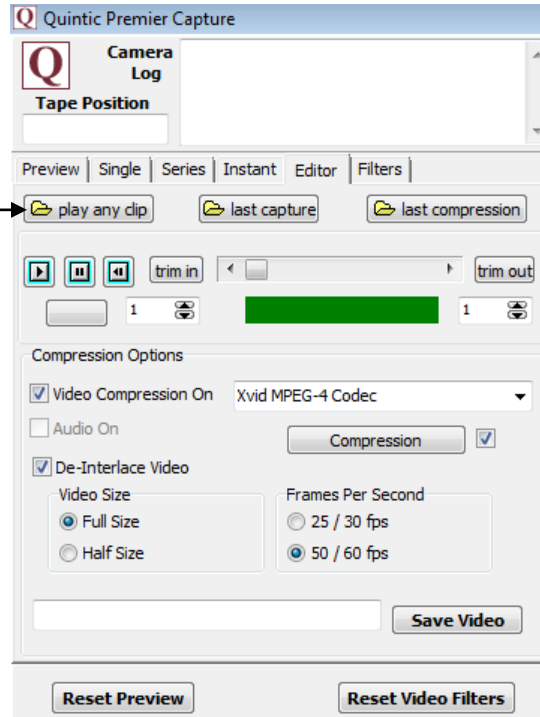 Q Quintic Premier Capture
Q
Camera
Log
Tape Position
Preview Single Series Instant Editor Filters
play any clip last capture last compression
trim in trim out
1 1
Compression Options
Video Compression On Xvid MPEG-4 Codec
Audio On
Compression
De-Interlace Video
Video Size Frames Per Second
Full Size 25 / 30 fps
Half Size 50 / 60 fps
Save Video
Reset Preview Reset Video Filters